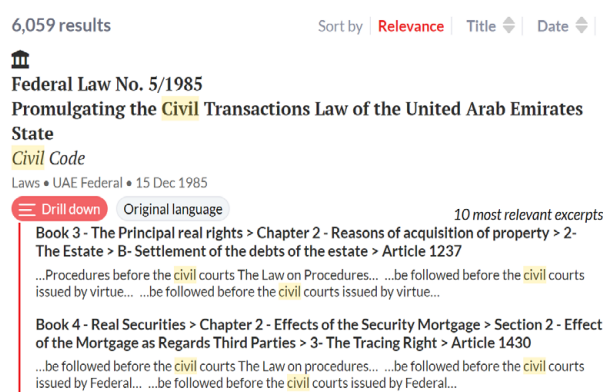 6,059 results
Sort by Relevance Title Date
Federal Law No. 5/1985
Promulgating the Civil Transactions Law of the United Arab Emirates
State
Civil Code
Laws • UAE Federal • 15 Dec 1985
Drill down Original language
10 most relevant excerpts
Book 3 - The Principal real rights > Chapter 2 - Reasons of acquisition of property > 2-
The Estate > B- Settlement of the debts of the estate > Article 1237
...Procedures before the civil courts The Law on Procedures... ...be followed before the civil courts
issued by virtue... ...be followed before the civil courts issued by virtue...
Book 4 - Real Securities > Chapter 2 - Effects of the Security Mortgage > Section 2 - Effect
of the Mortgage as Regards Third Parties > 3- The Tracing Right > Article 1430
...be followed before the civil courts The Law on procedures... ...be followed before the civil courts
issued by Federal... ...be followed before the civil courts issued by Federal...